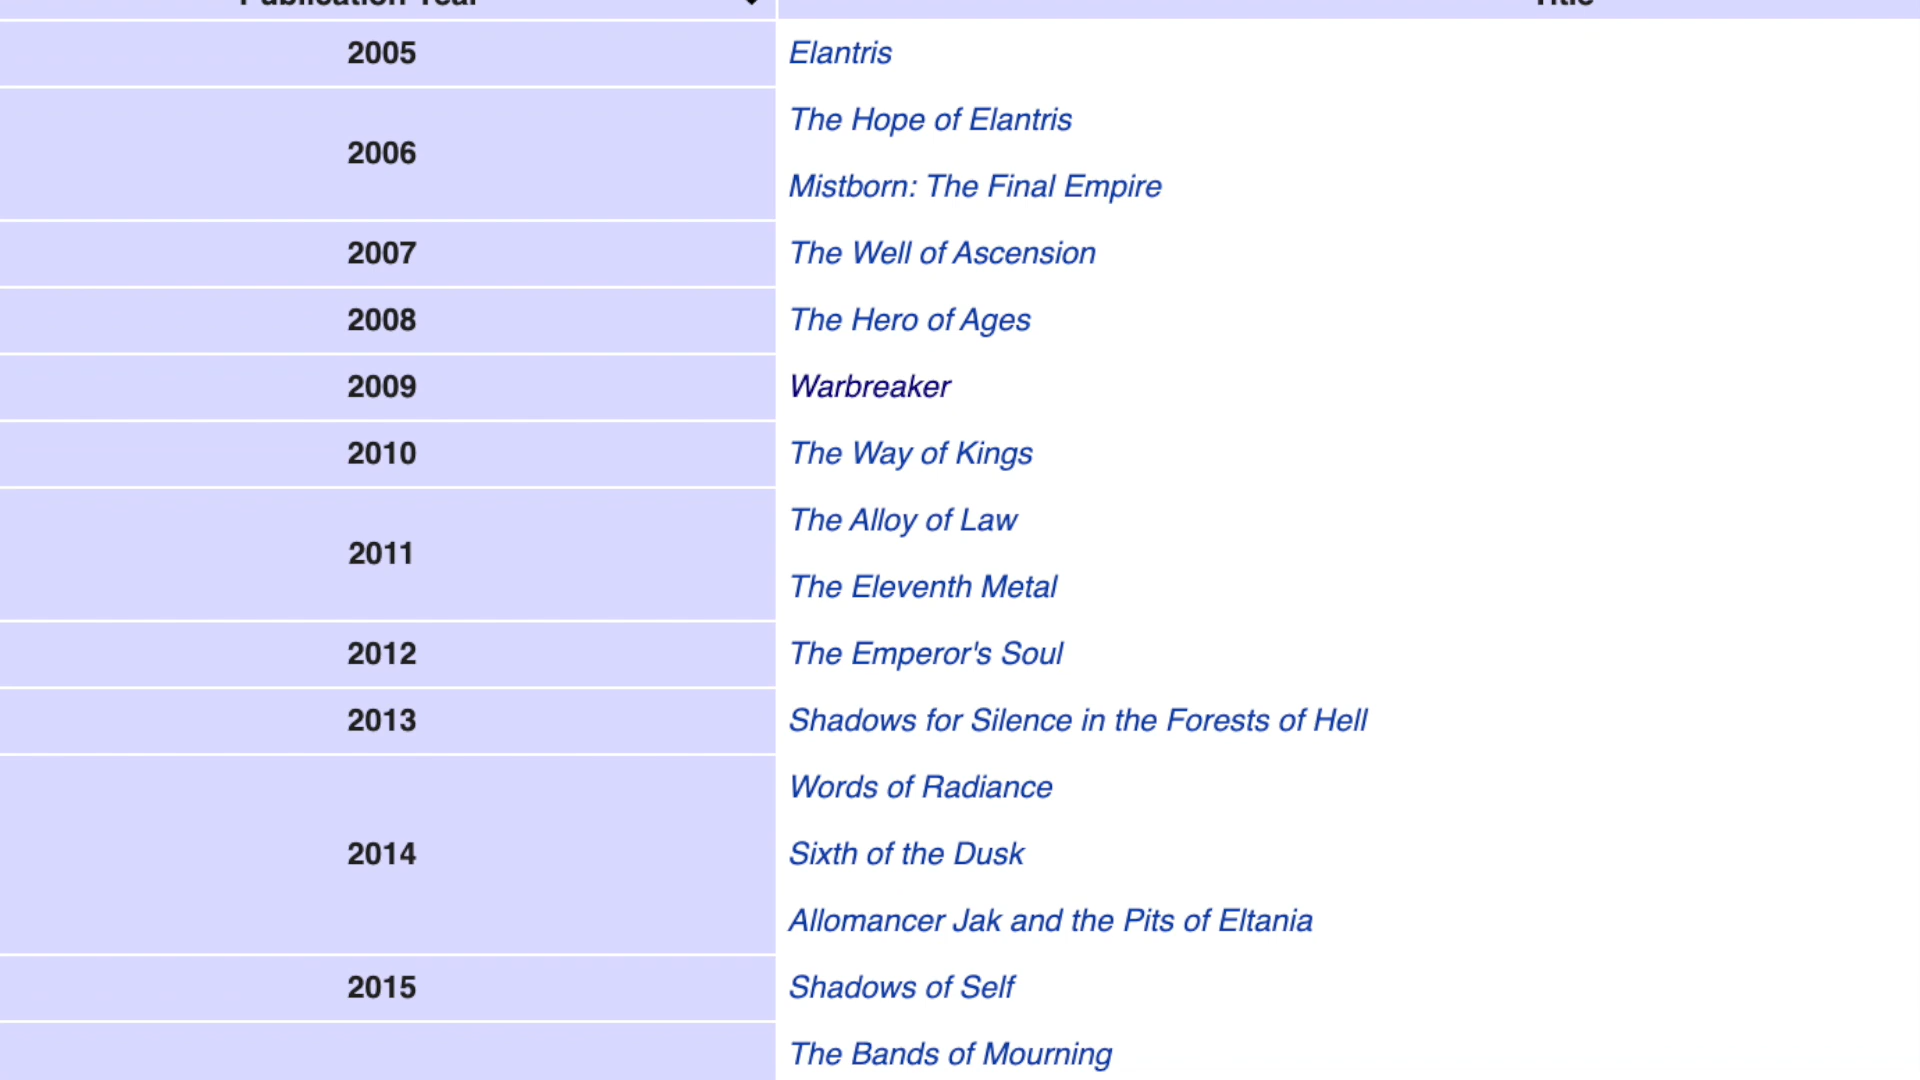 Publication Year Title
2005 Elantris
The Hope of Elantris
2006
Mistborn: The Final Empire
2007 The Well of Ascension
2008 The Hero of Ages
2009 Warbreaker
2010 The Way of Kings
The Alloy of Law
2011
The Eleventh Metal
2012 The Emperor's Soul
2013 Shadows for Silence in the Forests of Hell
Words of Radiance
2014 Sixth of the Dusk
Allomancer Jak and the Pits of Eltania
2015 Shadows of Self
The Bands of Mourning